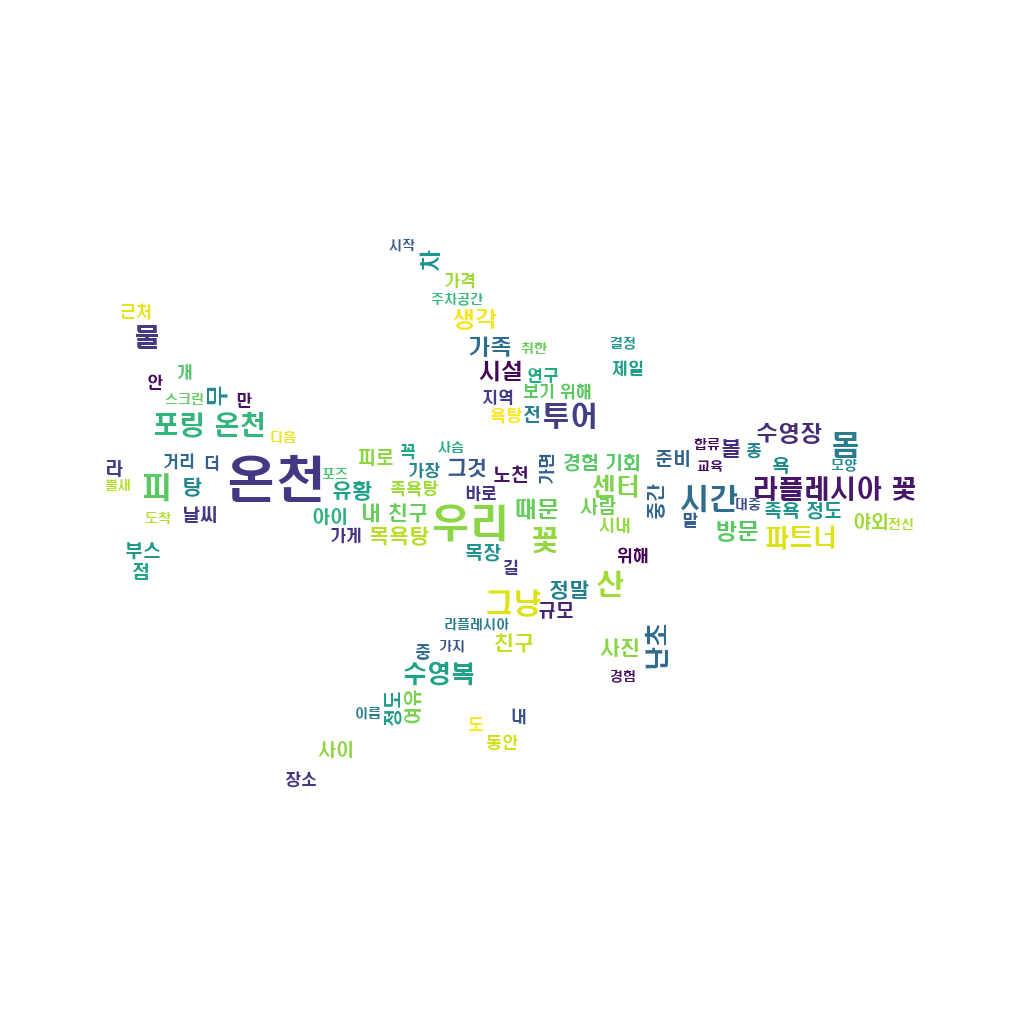 시작
차
가격
주차공간
근처
생각
물
가족
취한
결정
시설
연구
제일
안
개
지역
보기 위해
스크린
마
만
욕탕
전
투어
포링 온천
다음
수영장
몸
합류
볼
종
사슴
꼭
피로
라
거리
더
온천
포즈
가장
그것
노천
가변
경험 기회
준비
교육
욕
모양
뿔새
피
탕
유황
족욕탕
바로
센터
중간
시간
대중
라플레시아 꽃
도착
날씨
아이
내 친구
우리
때문
사람
말
족욕 정도
야외
전신
가게
목욕탕
꽃
시내
방문
파트너
부스
목장
위해
점
길
정말
산
그냥
규모
라플레시아
친구
사진
난초
중
가지
수영복
경험
이름
정도
여유
도
내
사이
동안
장소